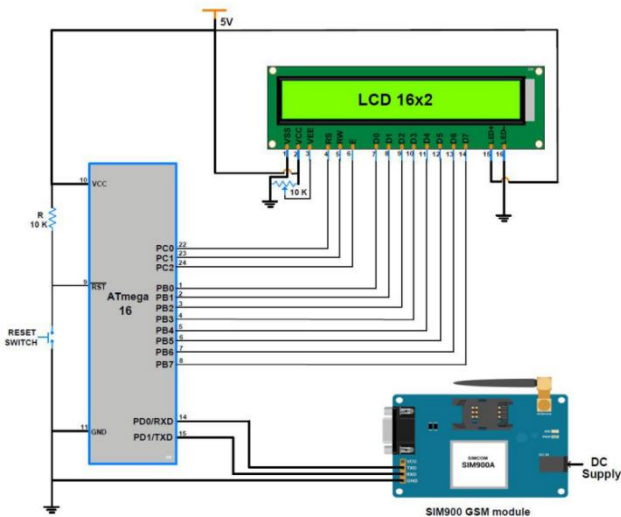 5V
LCD 16x2
VSS
VCC
VEE
RS
RW
E
D0
D1
D2
D3
D4
D5
D6
D7
LED+
LED-
1
2
3
4
5
6
7
8
9
10
11
12
13
14
15
16
10 K
10
VCC
R
10 K
9
RST
RESET
SWITCH
ATmega
16
PC0 22
PC1 23
PC2 24
PB0 1
PB1 2
PB2 3
PB3 4
PB4 5
PB5 6
PB6 7
PB7 8
11
GND
PD0/RXD 14
PD1/TXD 15
VCC
TXD
RXD
GND
SIMCOM
SIM900A
DC
Supply
SIM900 GSM module